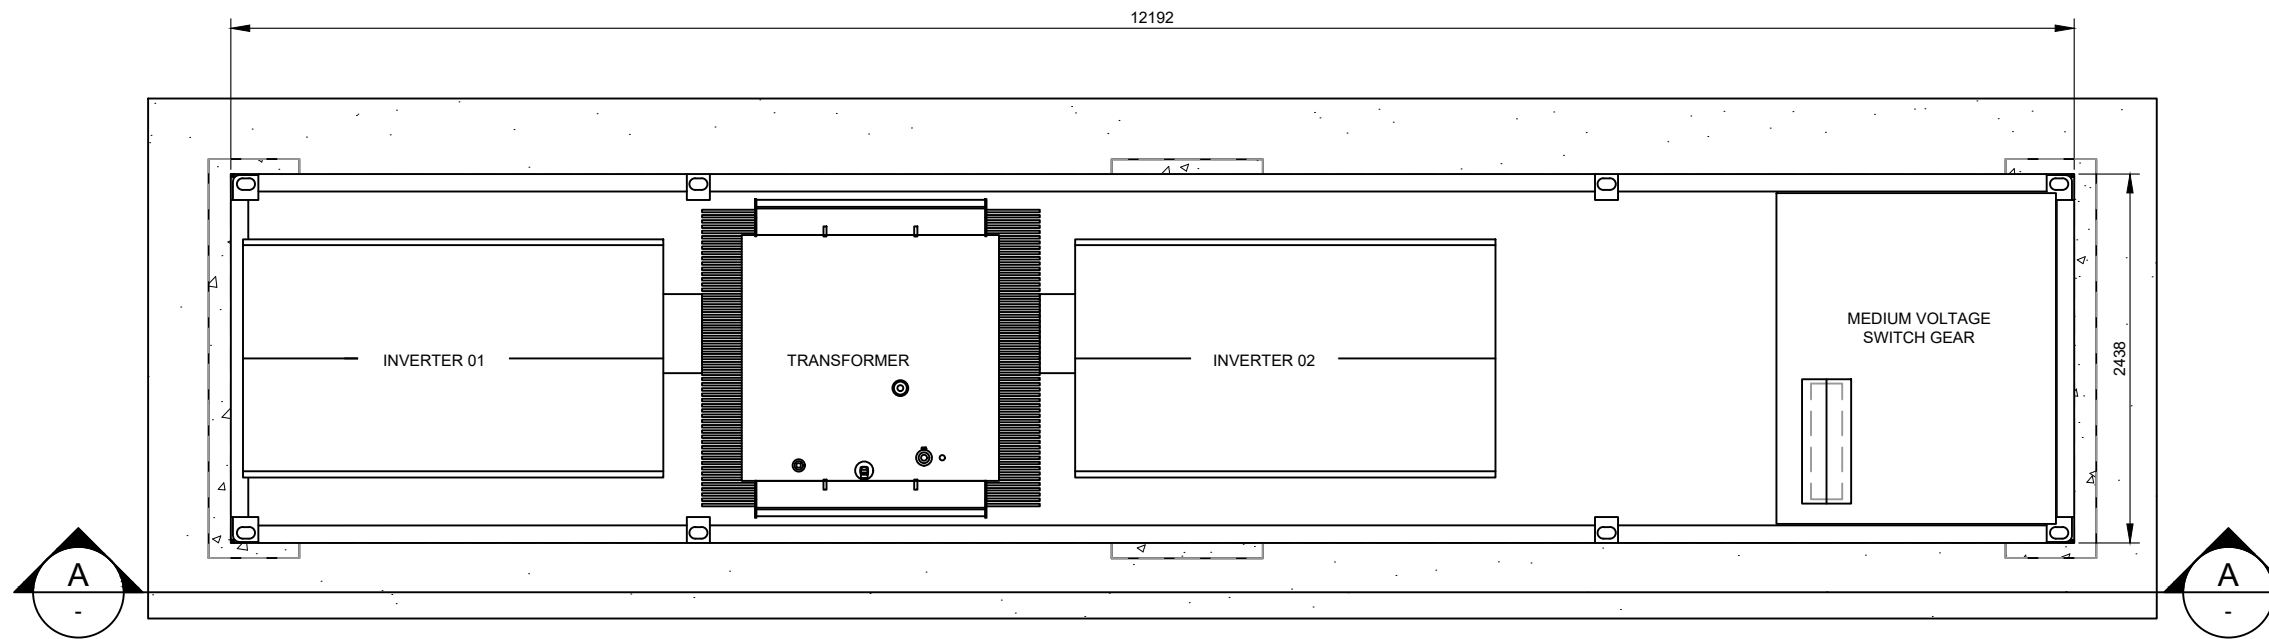 12192
MEDIUM VOLTAGE
SWITCH GEAR
2438
INVERTER 01
TRANSFORMER
INVERTER 02
A
-
A
-